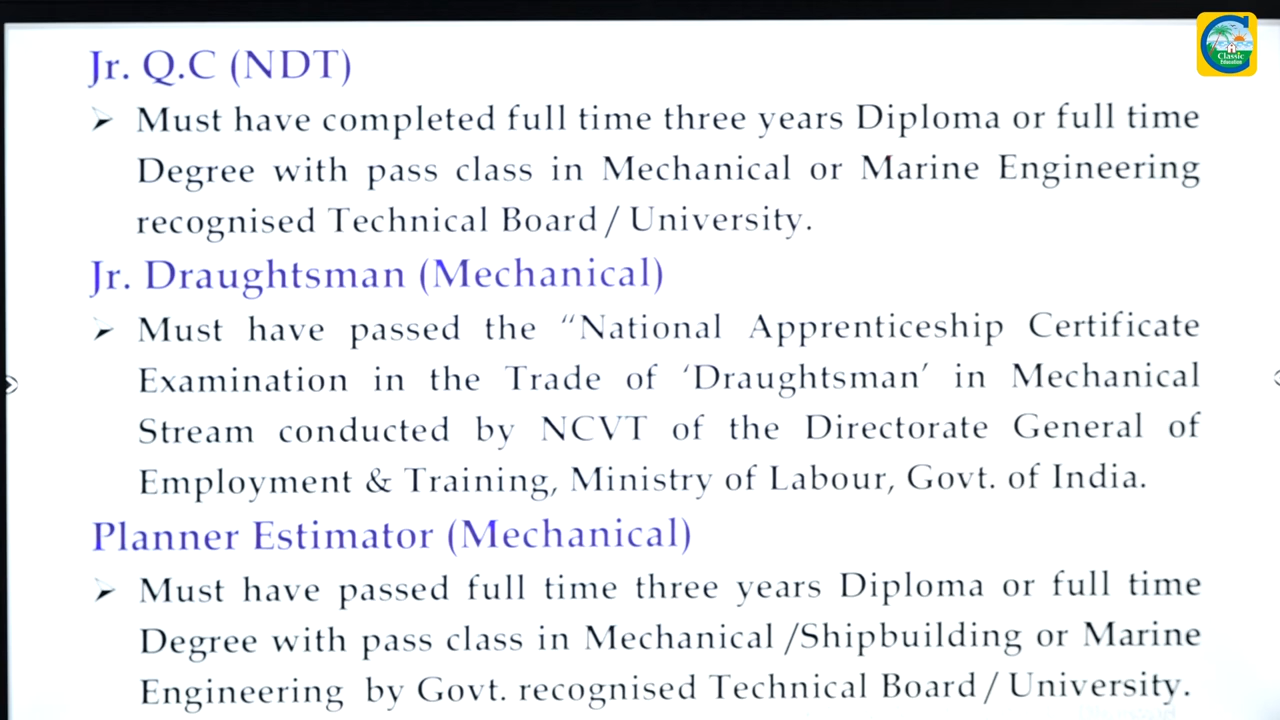 Classic
Education
Jr. Q.C (NDT)
➢ Must have completed full time three years Diploma or full time
Degree with pass class in Mechanical or Marine Engineering
recognised Technical Board / University.
Jr. Draughtsman (Mechanical)
➢ Must have passed the “National Apprenticeship Certificate
Examination in the Trade of ‘Draughtsman’ in Mechanical
Stream conducted by NCVT of the Directorate General of
Employment & Training, Ministry of Labour, Govt. of India.
Planner Estimator (Mechanical)
➢ Must have passed full time three years Diploma or full time
Degree with pass class in Mechanical /Shipbuilding or Marine
Engineering by Govt. recognised Technical Board / University.